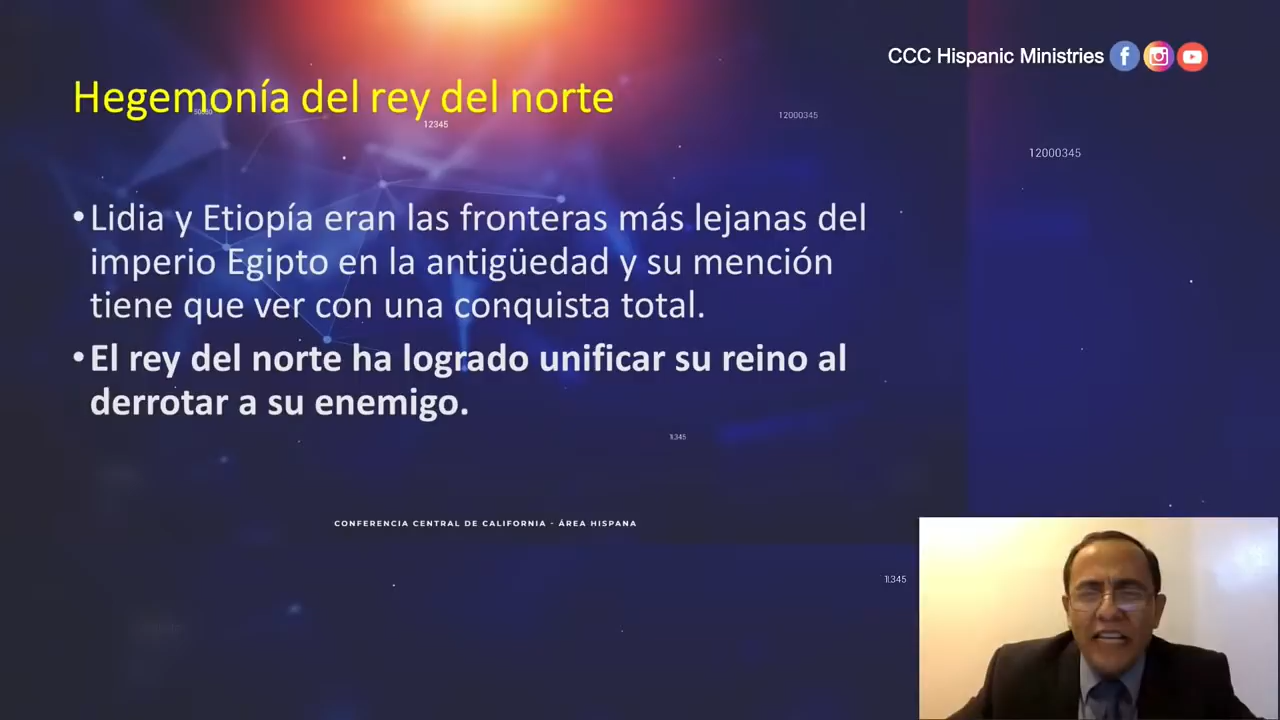 CCC Hispanic Ministries
Hegemonía del rey del norte
50580
12345
12000345
12000345
•Lidia y Etiopía eran las fronteras más lejanas del
imperio Egipto en la antigüedad y su mención
tiene que ver con una conquista total.
•El rey del norte ha logrado unificar su reino al
derrotar a su enemigo.
CONFERENCIA CENTRAL DE CALIFORNIA - ÁREA HISPANA